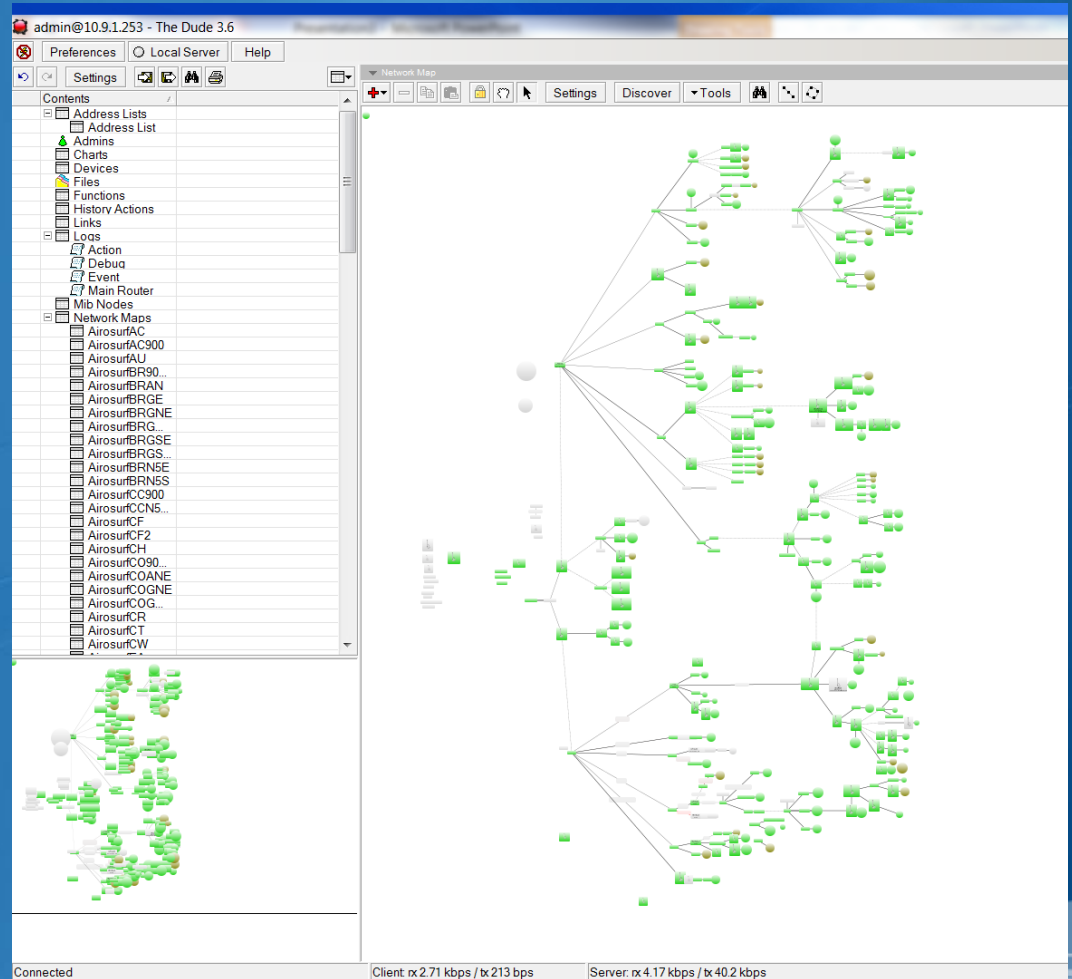 admin@10.9.1.253 - The Dude 3.6
Preferences Local Server Help
Settings
Contents
Address Lists
Address List
Admins
Charts
Devices
Files
Functions
History Actions
Links
Logs
Action
Debug
Event
Main Router
Mib Nodes
Network Maps
AirosurfAC
AirosurfAC900
AirosurfAU
AirosurfBR90...
AirosurfBRAN
AirosurfBRGE
AirosurfBRGNE
AirosurfBRG...
AirosurfBRGSE
AirosurfBRGS...
AirosurfBRN5E
AirosurfBRN5S
AirosurfCC900
AirosurfCCN5...
AirosurfCF
AirosurfCF2
AirosurfCH
AirosurfCO90...
AirosurfCOANE
AirosurfCOGNE
AirosurfCOG...
AirosurfCR
AirosurfCT
AirosurfCW
Network Map
Settings Discover Tools
Connected
Client: rx 2.71 kbps / tx 213 bps
Server: rx 4.17 kbps / tx 40.2 kbps